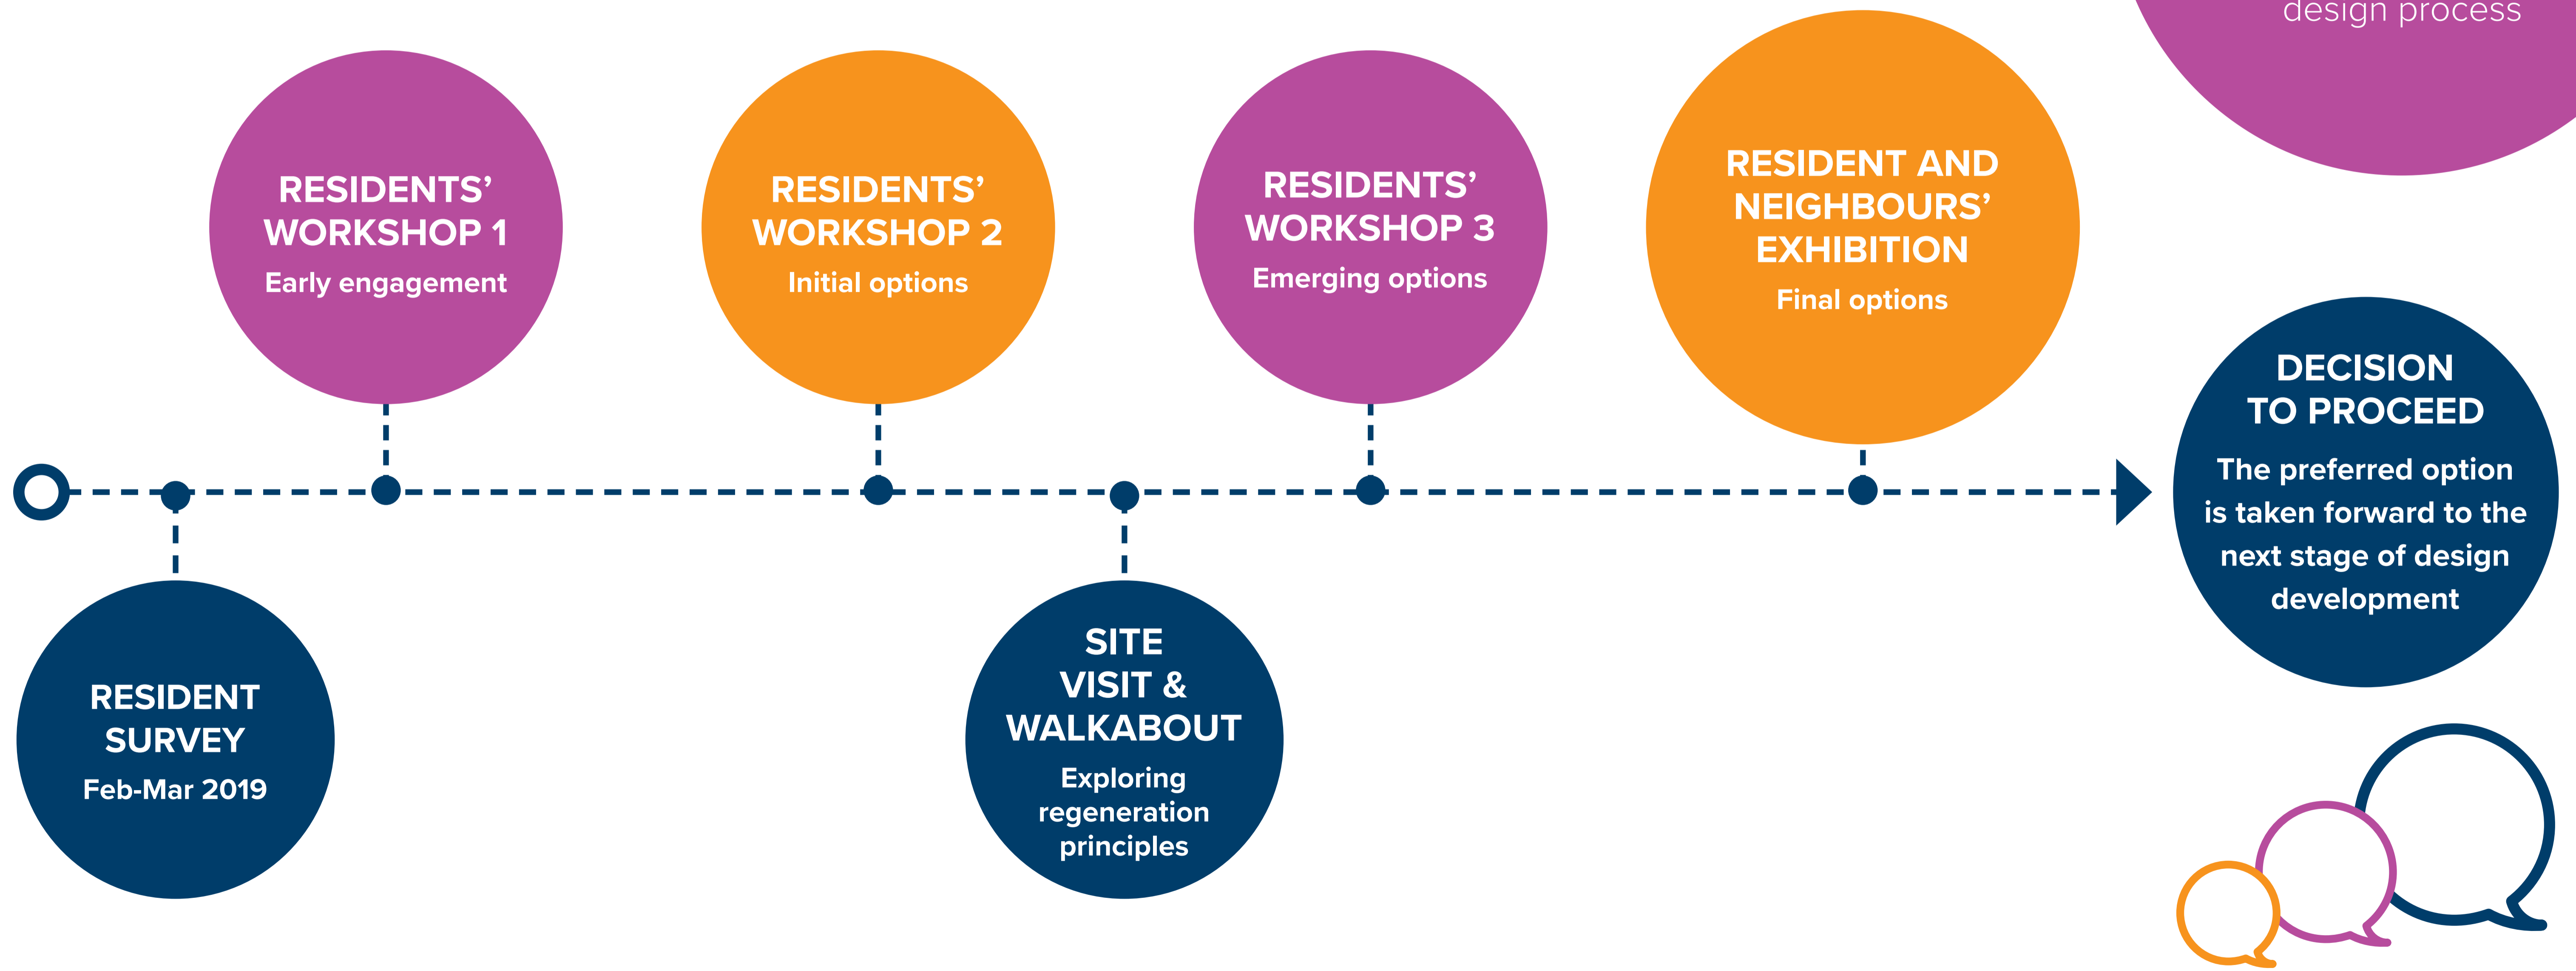 design process
RESIDENTS’
WORKSHOP 1
Early engagement
RESIDENTS’
WORKSHOP 2
Initial options
RESIDENTS’
WORKSHOP 3
Emerging options
RESIDENT AND
NEIGHBOURS’
EXHIBITION
Final options
DECISION
TO PROCEED
The preferred option
is taken forward to the
next stage of design
development
RESIDENT
SURVEY
Feb-Mar 2019
SITE
VISIT &
WALKABOUT
Exploring
regeneration
principles